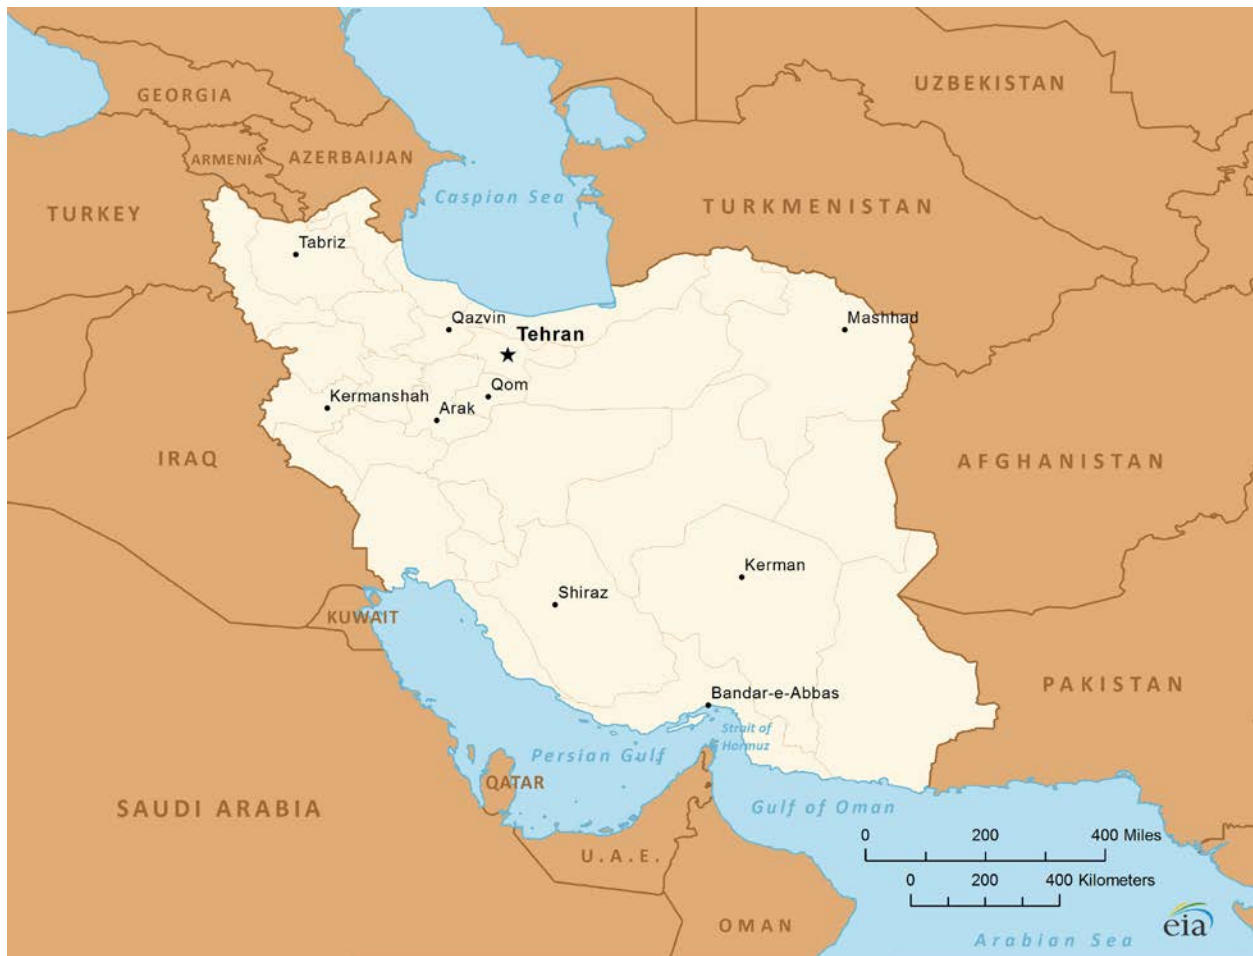 UZBEKISTAN
GEORGIA
ARMENIA
AZERBAIJAN
Caspian Sea
TURKMENISTAN
TURKEY
Tabriz
Qazvin
Mashhad
Tehran
Qom
Kermanshah
Arak
IRAQ
AFGHANISTAN
Kerman
Shiraz
KUWAIT
PAKISTAN
Bandar-e-Abbas
Strait of
Hormuz
Persian Gulf
QATAR
SAUDI ARABIA
Gulf of Oman
0 200 400 Miles
U.A.E.
0 200 400 Kilometers
OMAN
eia
Arabian Sea